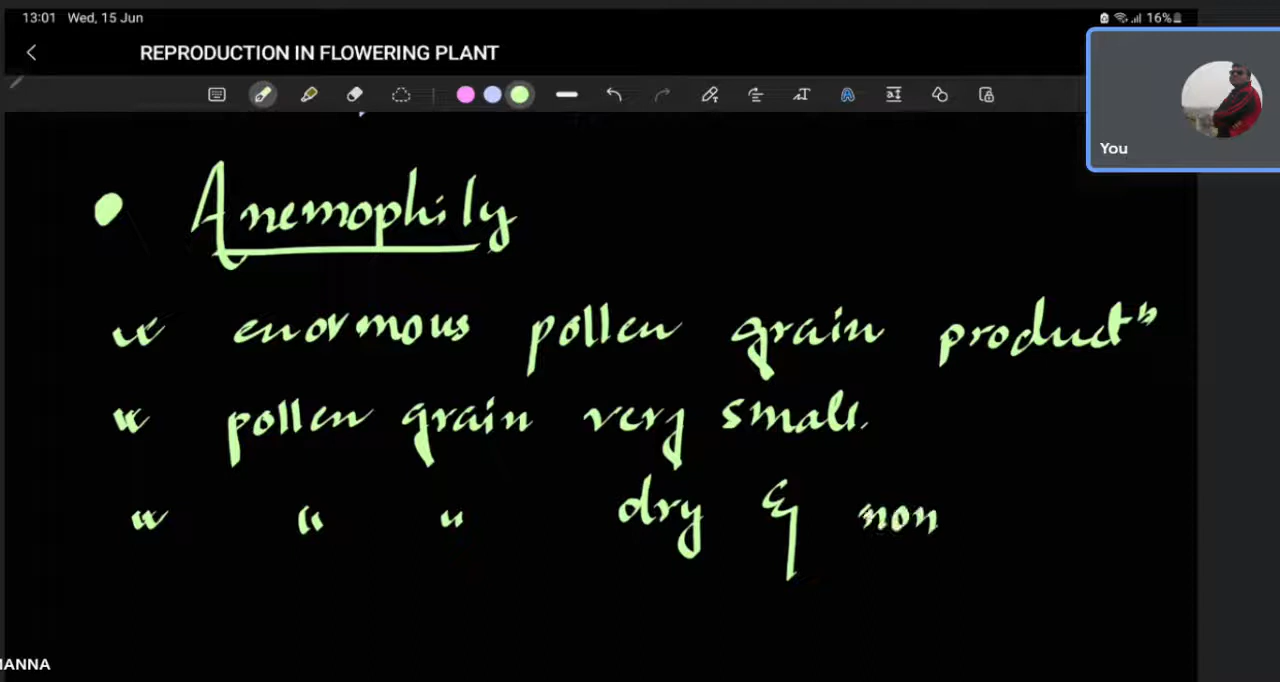 13:01 Wed, 15 Jun 16%
REPRODUCTION IN FLOWERING PLANT
You
Anemophily
enormous pollen grain productn
pollen grain very small.
" " dry & non
MANNA